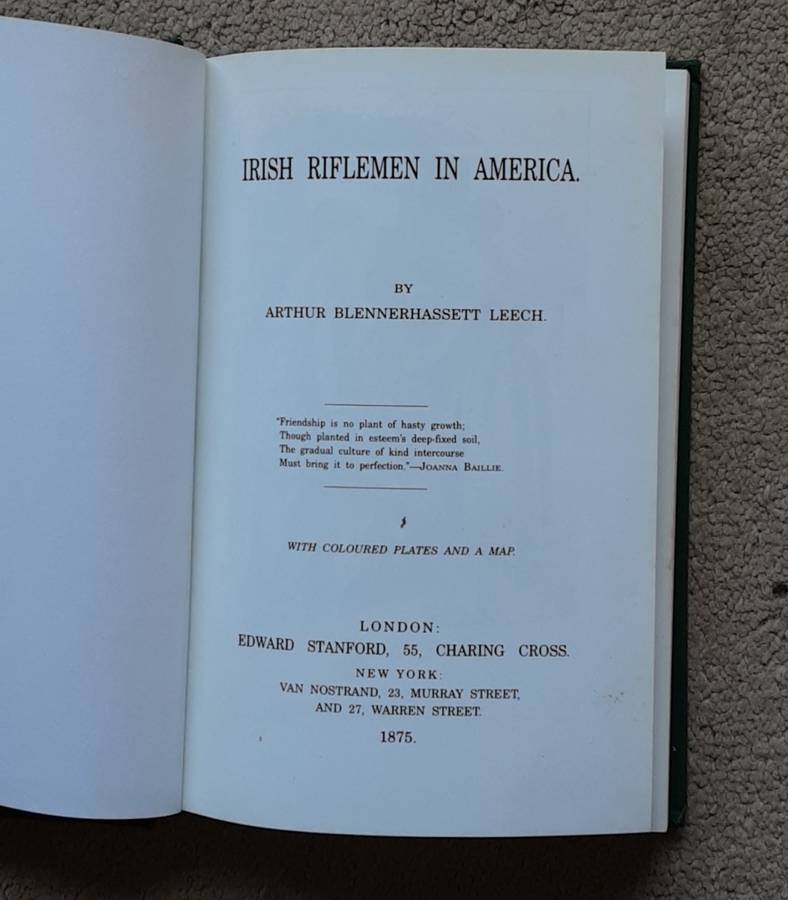 IRISH RIFLEMEN IN AMERICA.
BY
ARTHUR BLENNERHASSETT LEECH.
"Friendship is no plant of hasty growth;
Though planted in esteem's deep-fixed soil,
The gradual culture of kind intercourse
Must bring it to perfection."—JOANNA BAILLIE.
WITH COLOURED PLATES AND A MAP.
LONDON:
EDWARD STANFORD, 55, CHARING CROSS.
NEW YORK:
VAN NOSTRAND, 23, MURRAY STREET,
AND 27, WARREN STREET.
1875.